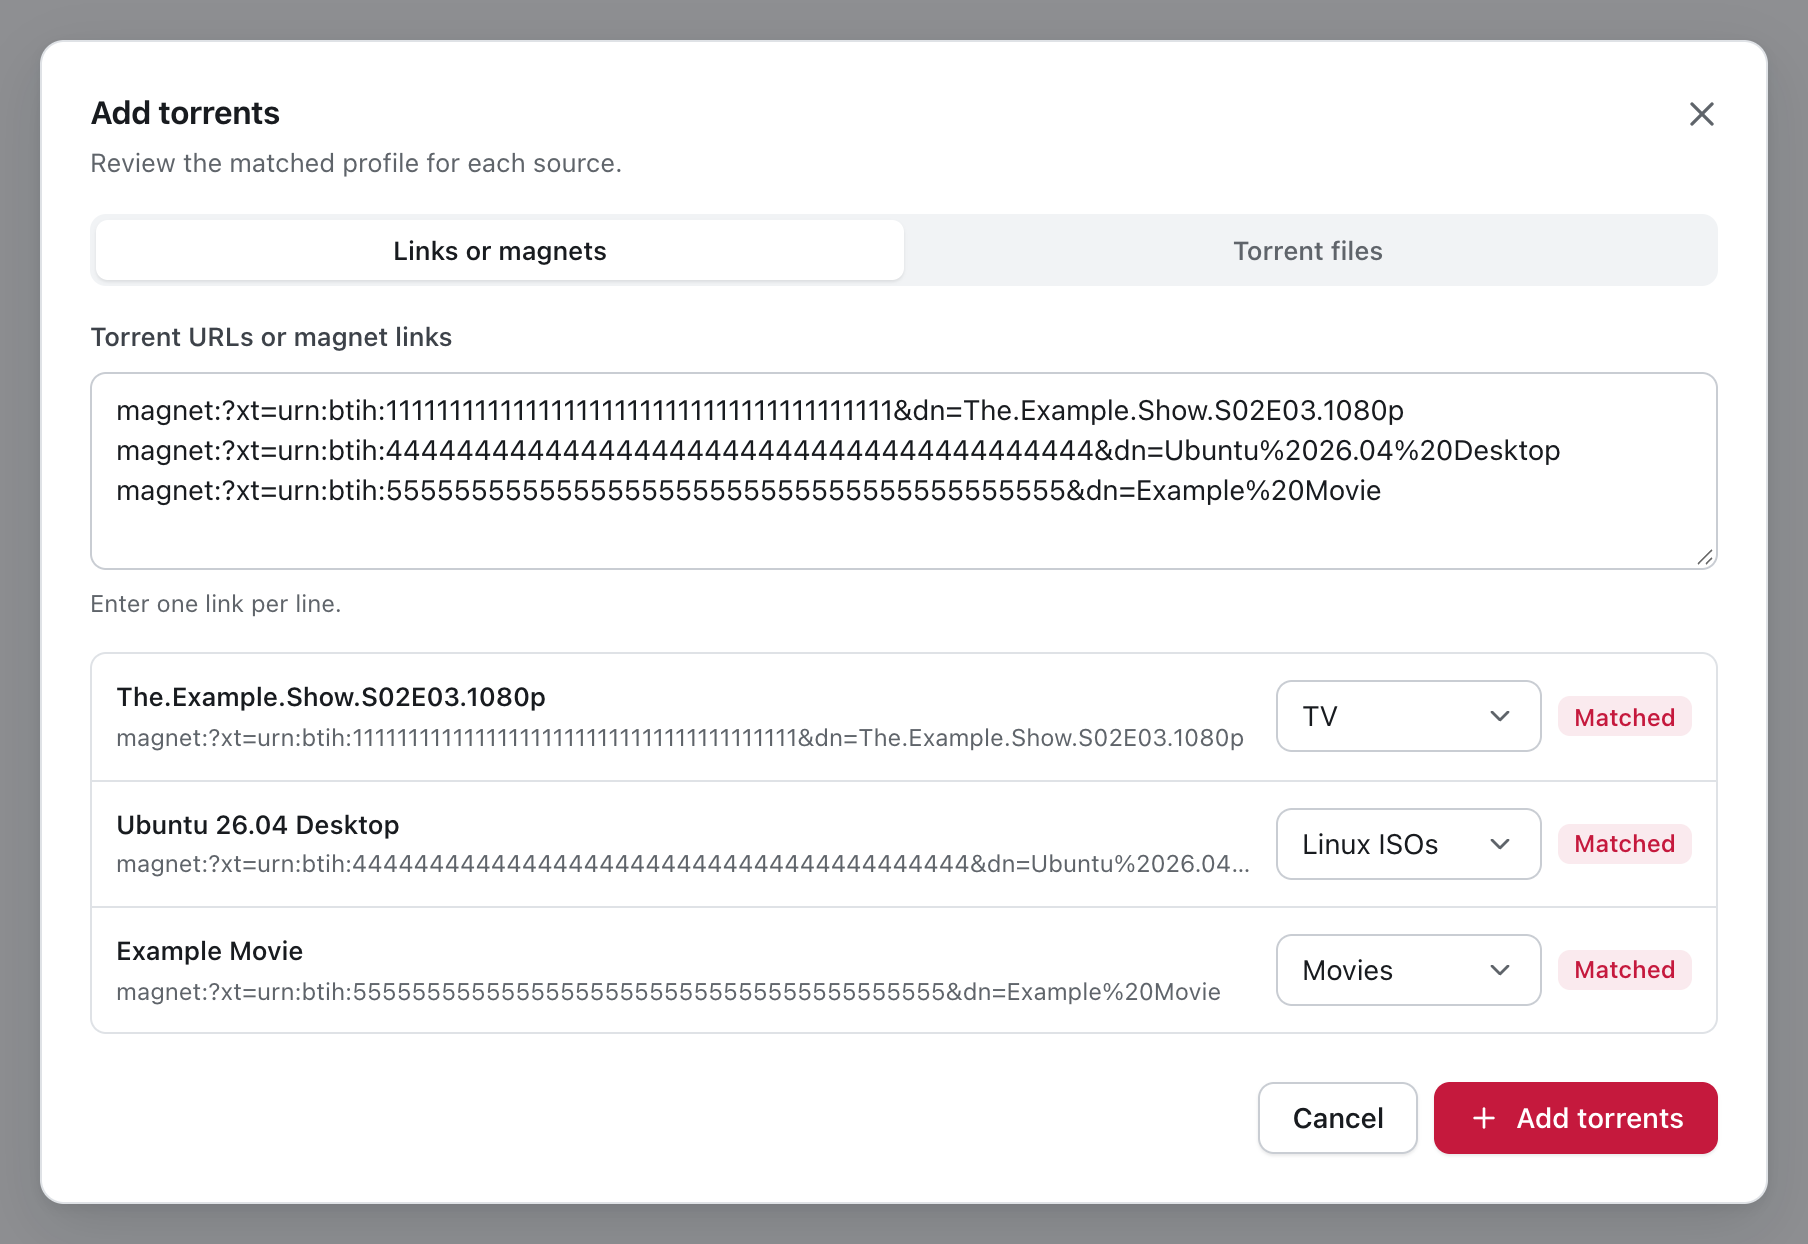 Add torrents
Review the matched profile for each source.
Links or magnets
Torrent files
Torrent URLs or magnet links
magnet:?xt=urn:btih:1111111111111111111111111111111111111111&dn=The.Example.Show.S02E03.1080p
magnet:?xt=urn:btih:4444444444444444444444444444444444444444&dn=Ubuntu%2026.04%20Desktop
magnet:?xt=urn:btih:5555555555555555555555555555555555555555&dn=Example%20Movie
Enter one link per line.
The.Example.Show.S02E03.1080p
magnet:?xt=urn:btih:1111111111111111111111111111111111111111&dn=The.Example.Show.S02E03.1080p
TV
Matched
Ubuntu 26.04 Desktop
magnet:?xt=urn:btih:4444444444444444444444444444444444444444&dn=Ubuntu%2026.04...
Linux ISOs
Matched
Example Movie
magnet:?xt=urn:btih:5555555555555555555555555555555555555555&dn=Example%20Movie
Movies
Matched
Cancel
+ Add torrents